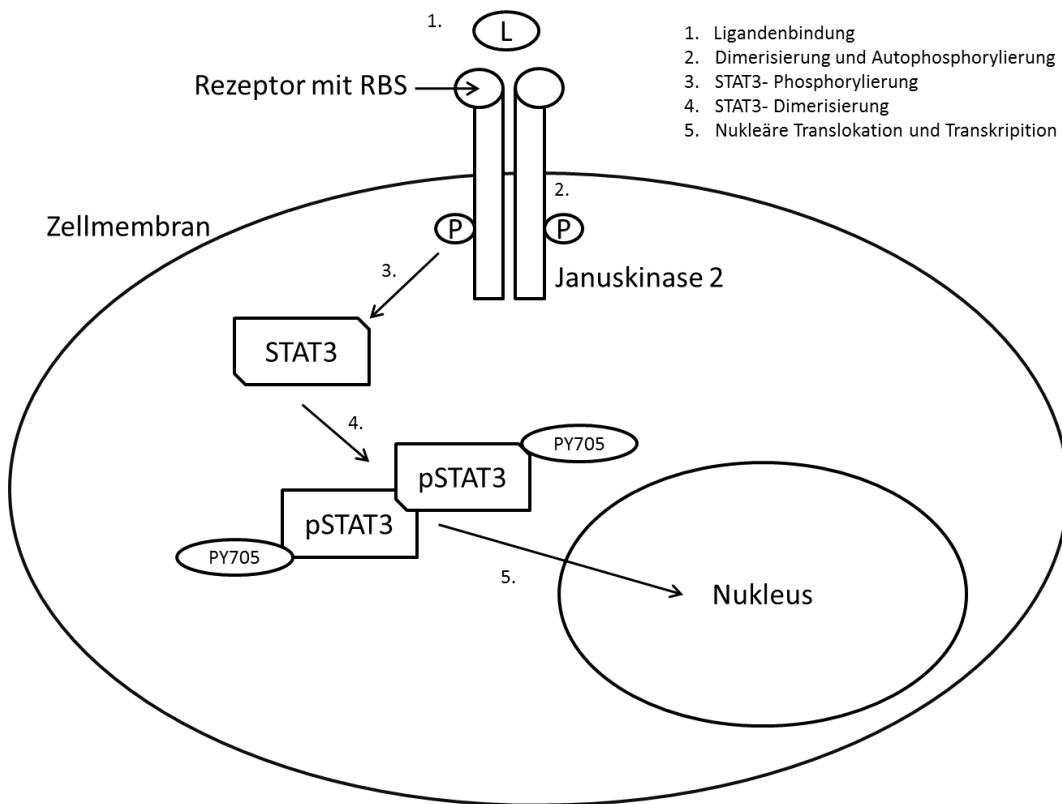 1.
L
Rezeptor mit RBS
1. Ligandenbindung
2. Dimerisierung und Autophosphorylierung
3. STAT3- Phosphorylierung
4. STAT3- Dimerisierung
5. Nukleäre Translokation und Transkripition
Zellmembran
2.
P
P
3.
Januskinase 2
STAT3
4.
PY705
pSTAT3
pSTAT3
PY705
5.
Nukleus